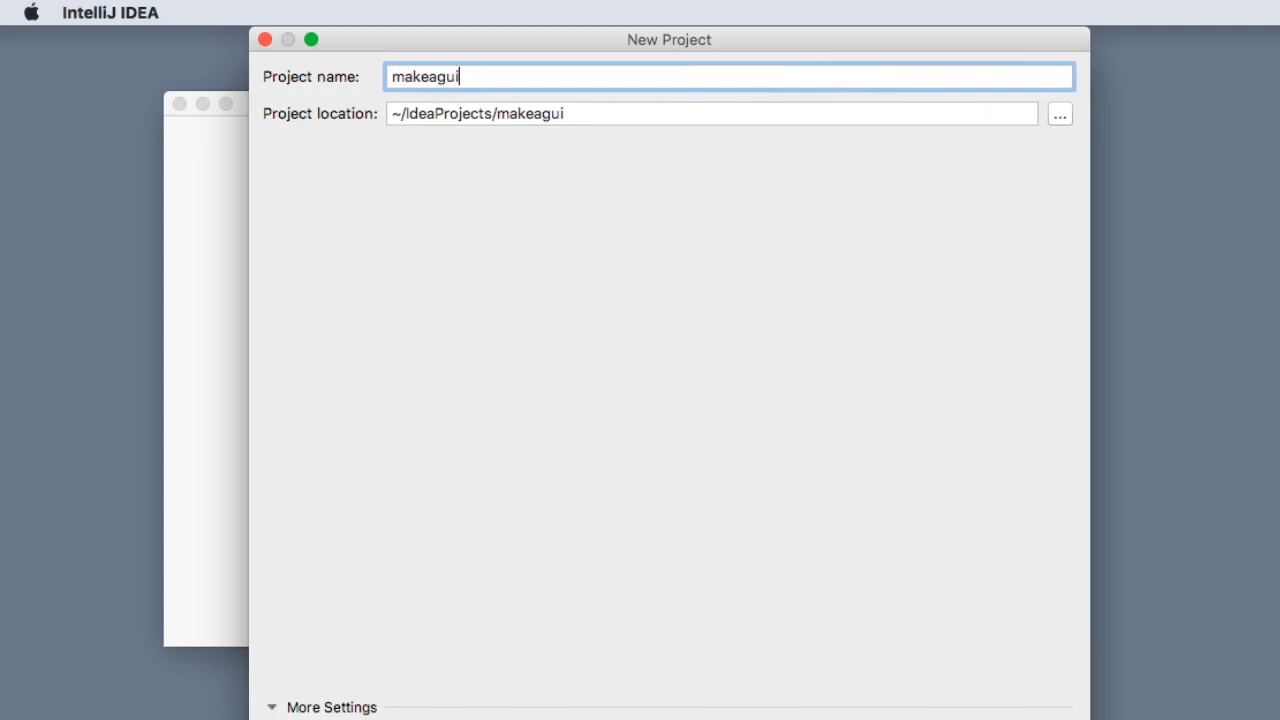 IntelliJ IDEA
New Project
Project name: makeagui
Project location: ~/IdeaProjects/makeagui ...
More Settings